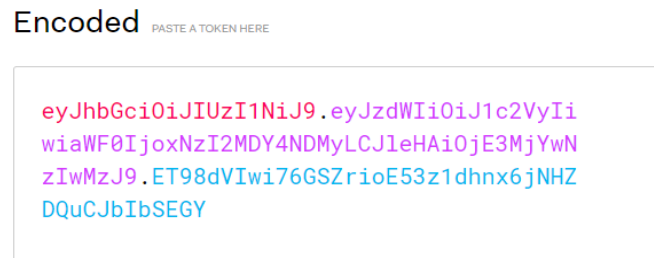 Encoded PASTE A TOKEN HERE
eyJhbGciOiJIUzI1NiJ9.eyJzdWIiOiJ1c2VyIi
wiaWF0IjoxNzI2MDY4NDMyLCJleHAiOjE3MjYwN
zIwMzJ9.ET98dVIwi76GSZrioE53z1dhnx6jNHZ
DQuCJbIbSEGY